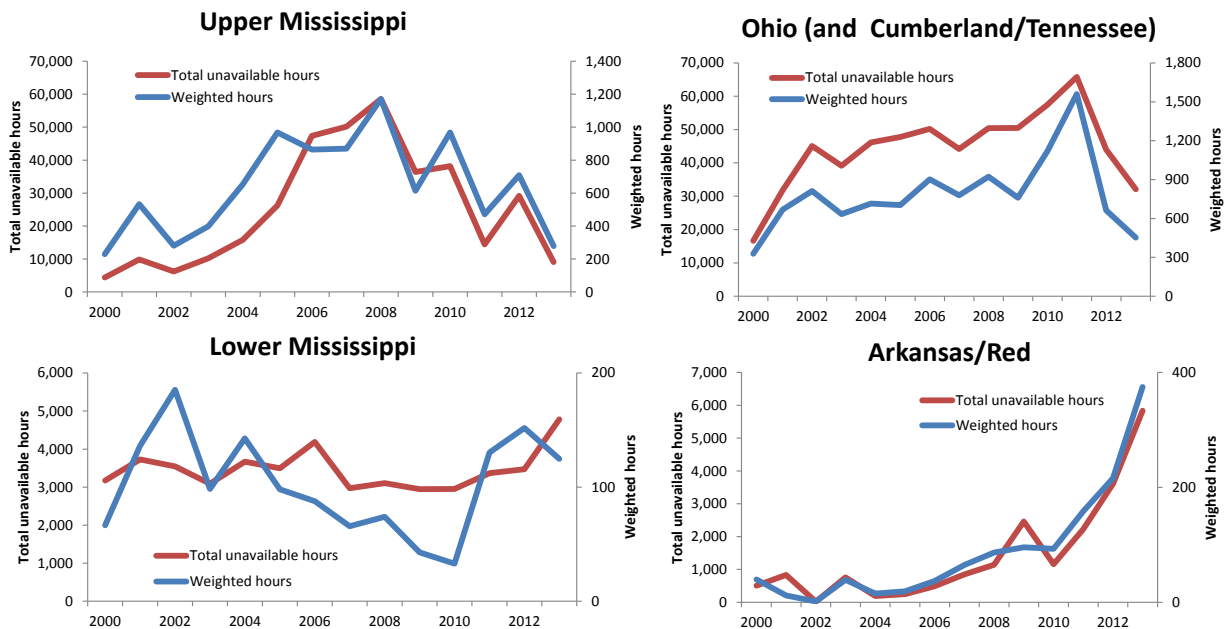 Upper Mississippi
Total unavailable hours
Weighted hours
70,000
60,000
50,000
40,000
30,000
20,000
10,000
0
Total unavailable hours
1,400
1,200
1,000
800
600
400
200
0
Weighted hours
2000 2002 2004 2006 2008 2010 2012
Ohio (and Cumberland/Tennessee)
Total unavailable hours
Weighted hours
70,000
60,000
50,000
40,000
30,000
20,000
10,000
0
Total unavailable hours
1,800
1,500
1,200
900
600
300
0
Weighted hours
2000 2002 2004 2006 2008 2010 2012
Lower Mississippi
6,000
5,000
4,000
3,000
2,000
1,000
0
Total unavailable hours
200
100
0
Weighted hours
Total unavailable hours
Weighted hours
2000 2002 2004 2006 2008 2010 2012
Arkansas/Red
7,000
6,000
5,000
4,000
3,000
2,000
1,000
0
Total unavailable hours
400
200
0
Weighted hours
Total unavailable hours
Weighted hours
2000 2002 2004 2006 2008 2010 2012